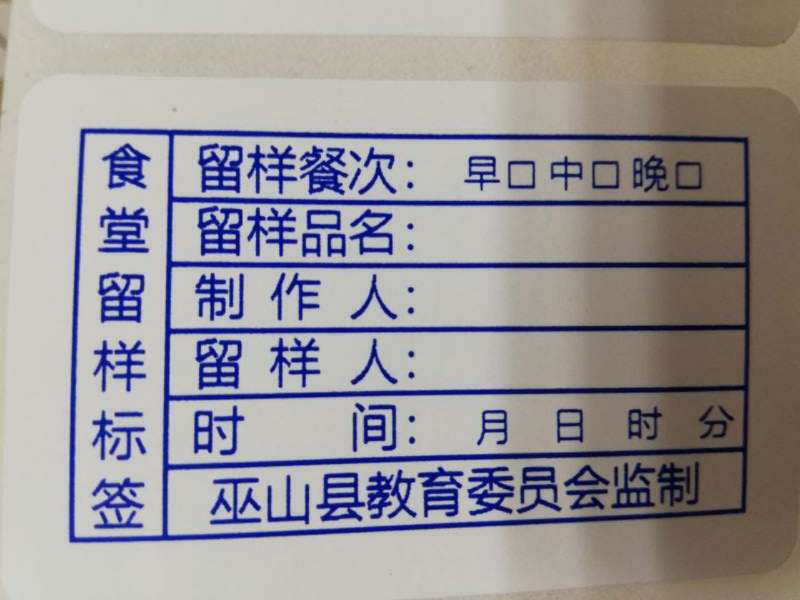 食堂留样标签
留样餐次：早□ 中□ 晚□
留样品名：
制作人：
留样人：
时间：月 日 时 分
巫山县教育委员会监制